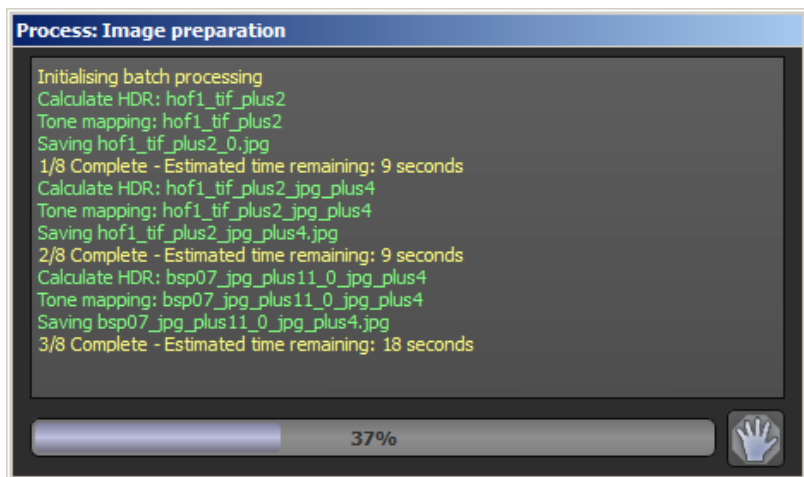 Process: Image preparation
Initialising batch processing
Calculate HDR: hof1_tif_plus2
Tone mapping: hof1_tif_plus2
Saving hof1_tif_plus2_0.jpg
1/8 Complete - Estimated time remaining: 9 seconds
Calculate HDR: hof1_tif_plus2_jpg_plus4
Tone mapping: hof1_tif_plus2_jpg_plus4
Saving hof1_tif_plus2_jpg_plus4.jpg
2/8 Complete - Estimated time remaining: 9 seconds
Calculate HDR: bsp07_jpg_plus11_0_jpg_plus4
Tone mapping: bsp07_jpg_plus11_0_jpg_plus4
Saving bsp07_jpg_plus11_0_jpg_plus4.jpg
3/8 Complete - Estimated time remaining: 18 seconds
37%